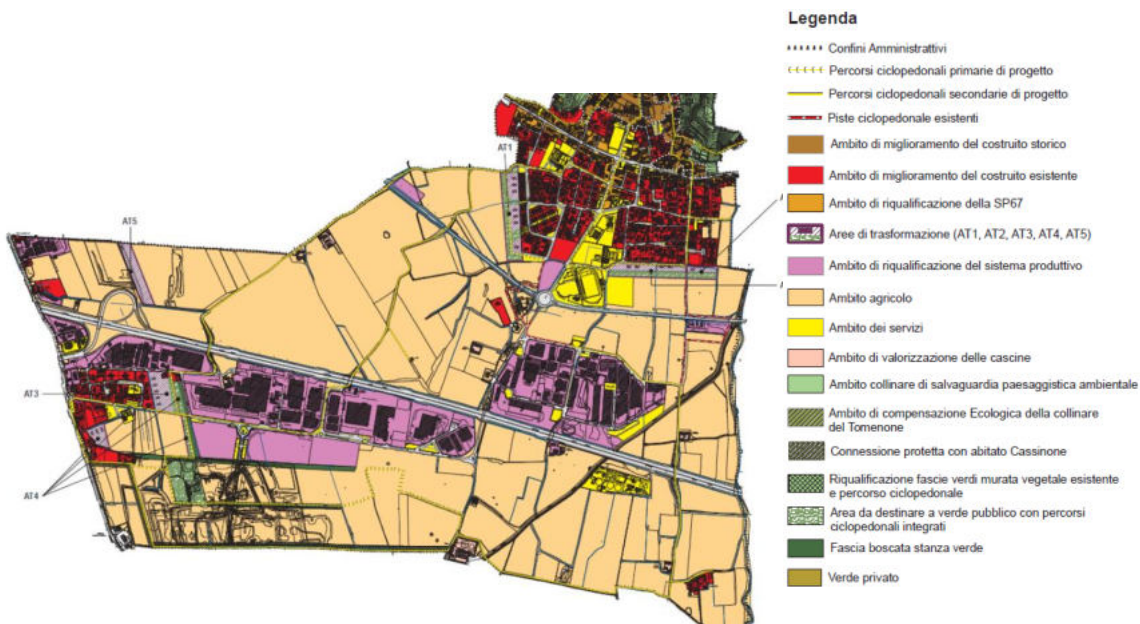 Legenda
Confini Amministrattivi
Percorsi ciclopedonali primarie di progetto
Percorsi ciclopedonali secondarie di progetto
Piste ciclopedonale esistenti
Ambito di miglioramento del costruito storico
Ambito di miglioramento del costruito esistente
Ambito di riqualificazione della SP67
Aree di trasformazione (AT1, AT2, AT3, AT4, AT5)
Ambito di riqualificazione del sistema produttivo
Ambito agricolo
Ambito dei servizi
Ambito di valorizzazione delle cascine
Ambito collinare di salvaguardia paesaggistica ambientale
Ambito di compensazione Ecologica della collinare
del Tomenone
Connessione protetta con abitato Cassinone
Riqualificazione fascie verdi murata vegetale esistente
e percorso ciclopedonale
Area da destinare a verde pubblico con percorsi
ciclopedonali integrati
Fascia boscata stanza verde
Verde privato
AT1
AT5
AT3
AT4